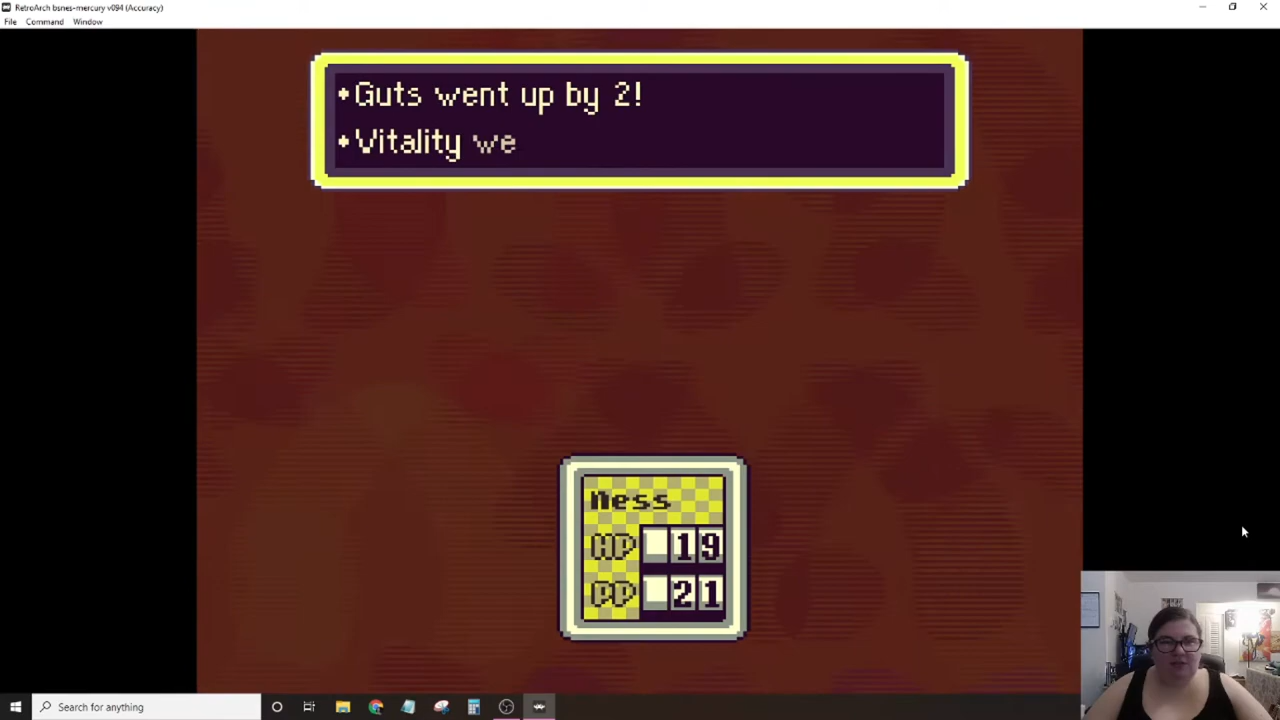 RetroArch bsnes-mercury v094 (Accuracy)
File Command Window
•Guts went up by 2!
•Vitality we
Ness
HP 19
PP 21
Search for anything